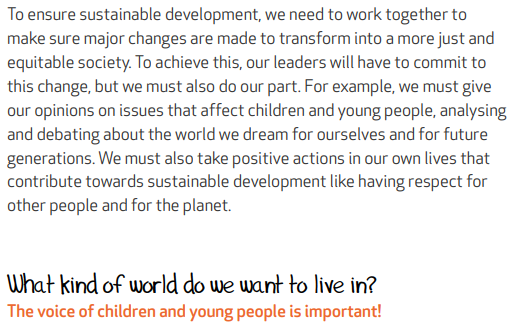 To ensure sustainable development, we need to work together to
make sure major changes are made to transform into a more just and
equitable society. To achieve this, our leaders will have to commit to
this change, but we must also do our part. For example, we must give
our opinions on issues that affect children and young people, analysing
and debating about the world we dream for ourselves and for future
generations. We must also take positive actions in our own lives that
contribute towards sustainable development like having respect for
other people and for the planet.
What kind of world do we want to live in?
The voice of children and young people is important!